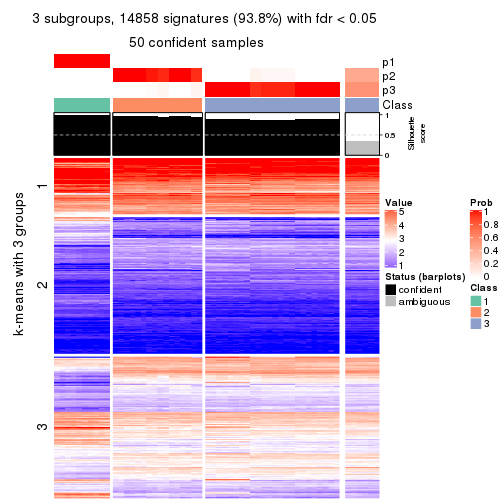 3 subgroups, 14858 signatures (93.8%) with fdr < 0.05
50 confident samples
p1
p2
p3
Class
1
0.5
0
Silhouette
score
k-means with 3 groups
1
2
3
Value
5
4
3
2
1
Status (barplots)
confident
ambiguous
Prob
1
0.8
0.6
0.4
0.2
0
Class
1
2
3